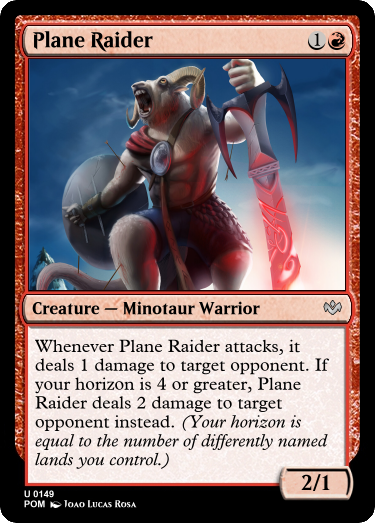 Plane Raider
1
Creature — Minotaur Warrior
Whenever Plane Raider attacks, it
deals 1 damage to target opponent. If
your horizon is 4 or greater, Plane
Raider deals 2 damage to target
opponent instead. (Your horizon is
equal to the number of differently named
lands you control.)
2/1
U 0149
POM Joao Lucas Rosa